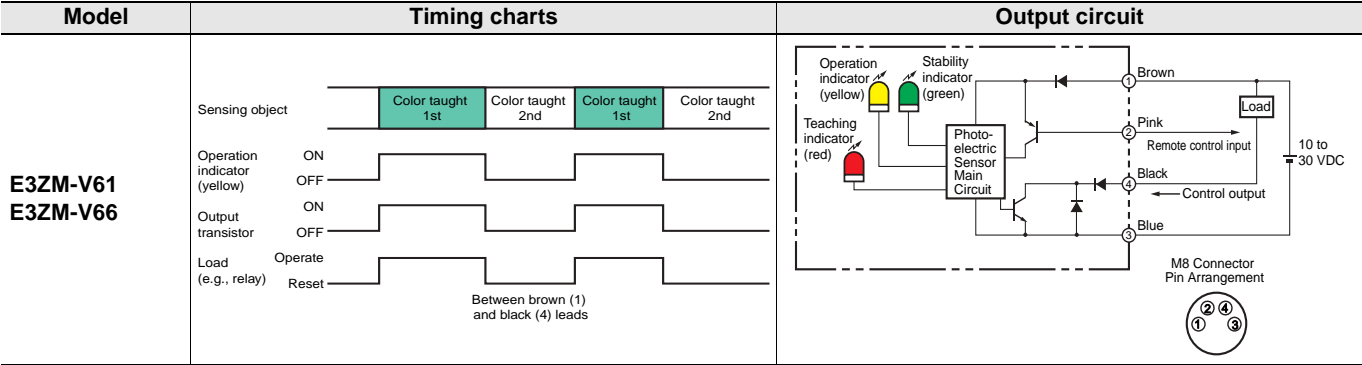 Model
Timing charts
Output circuit
E3ZM-V61
E3ZM-V66
Sensing object
Color taught
1st
Color taught
2nd
Color taught
1st
Color taught
2nd
Operation
indicator
(yellow)
ON
OFF
Output
transistor
ON
OFF
Load
(e.g., relay)
Operate
Reset
Between brown (1)
and black (4) leads
Operation
indicator
(yellow)
Stability
indicator
(green)
Teaching
indicator
(red)
Photo-
electric
Sensor
Main
Circuit
1 Brown
Load
2 Pink
Remote control input
10 to
30 VDC
4 Black
Control output
3 Blue
M8 Connector
Pin Arrangement
2 4
1 3